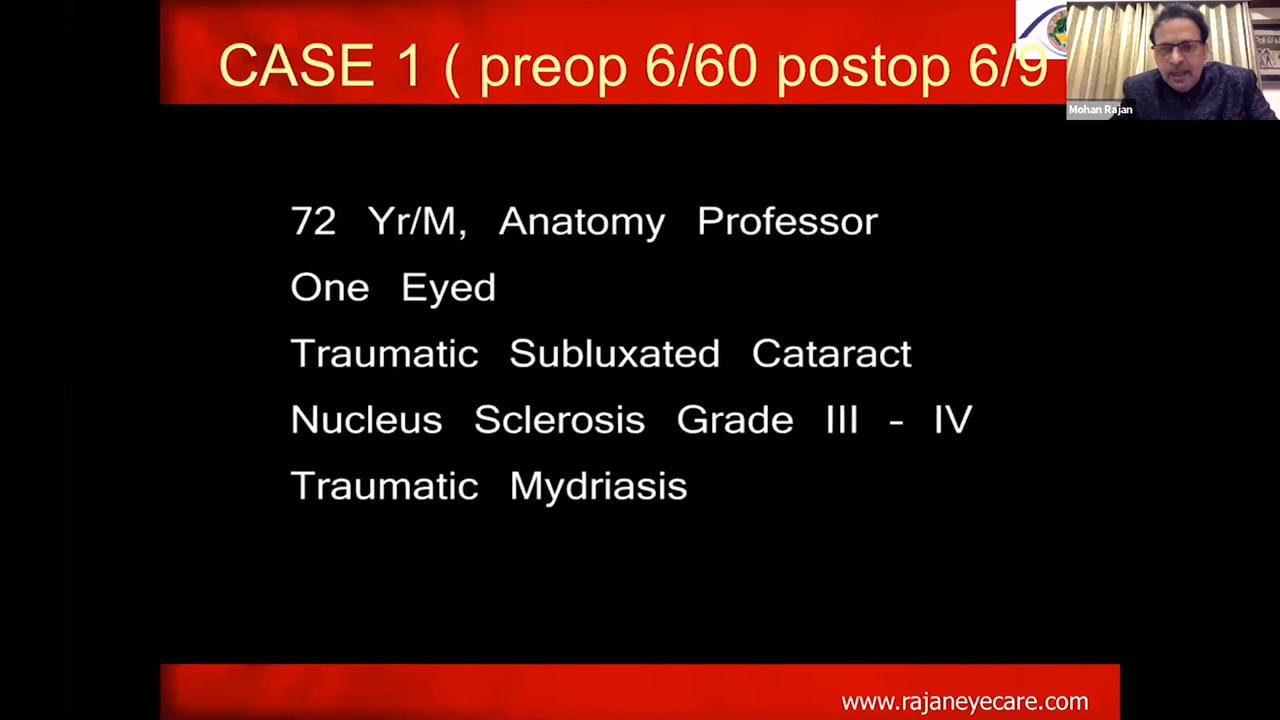 CASE 1 ( preop 6/60 postop 6/9
Mohan Rajan
72 Yr/M, Anatomy Professor
One Eyed
Traumatic Subluxated Cataract
Nucleus Sclerosis Grade III - IV
Traumatic Mydriasis
www.rajaneyecare.com